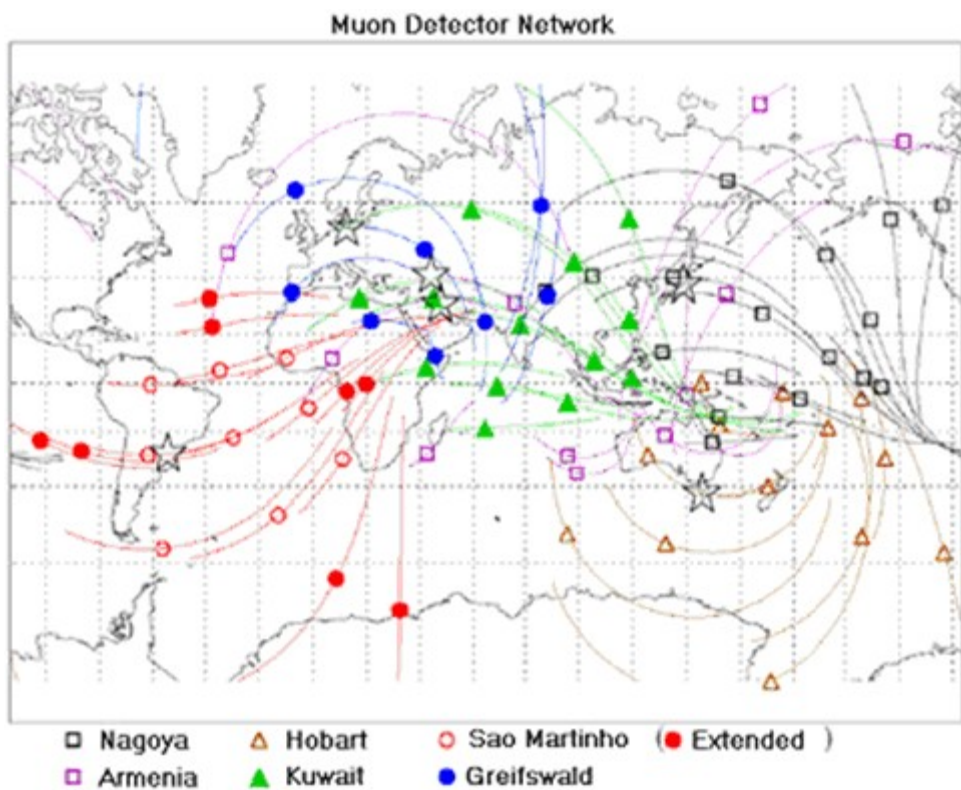 Muon Detector Network
Nagoya Hobart Sao Martinho ( Extended )
Armenia Kuwait Greifswald